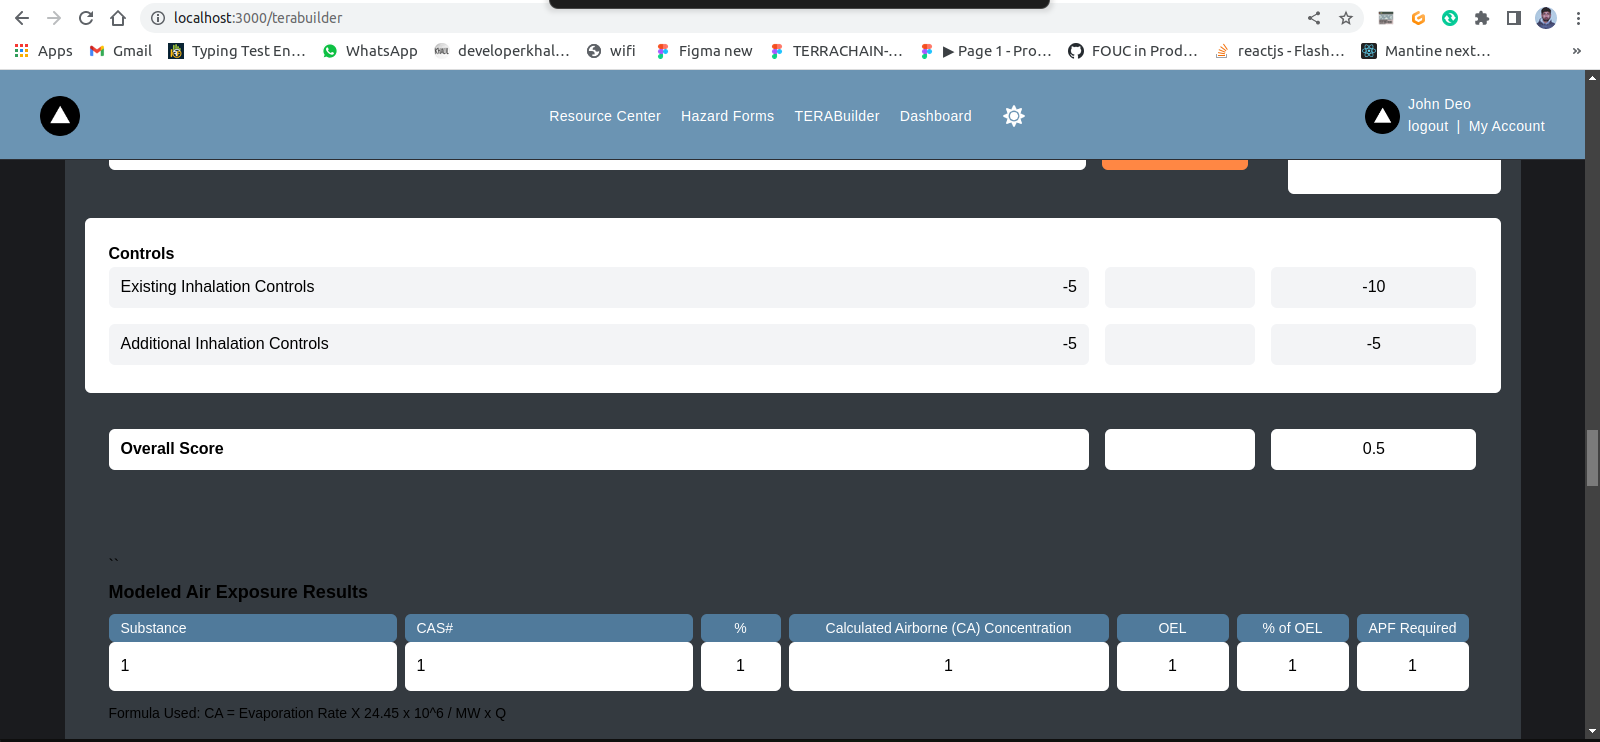 localhost:3000/terabuilder
Apps Gmail Typing Test En… WhatsApp developerkhal… wifi Figma new TERRACHAIN-… ▶ Page 1 - Pro… FOUC in Prod… reactjs - Flash… Mantine next… »
Resource Center Hazard Forms TERABuilder Dashboard
John Deo
logout | My Account
Controls
Existing Inhalation Controls -5 -10
Additional Inhalation Controls -5 -5
Overall Score 0.5
``
Modeled Air Exposure Results
Substance CAS# % Calculated Airborne (CA) Concentration OEL % of OEL APF Required
1 1 1 1 1 1 1
Formula Used: CA = Evaporation Rate X 24.45 x 10^6 / MW x Q